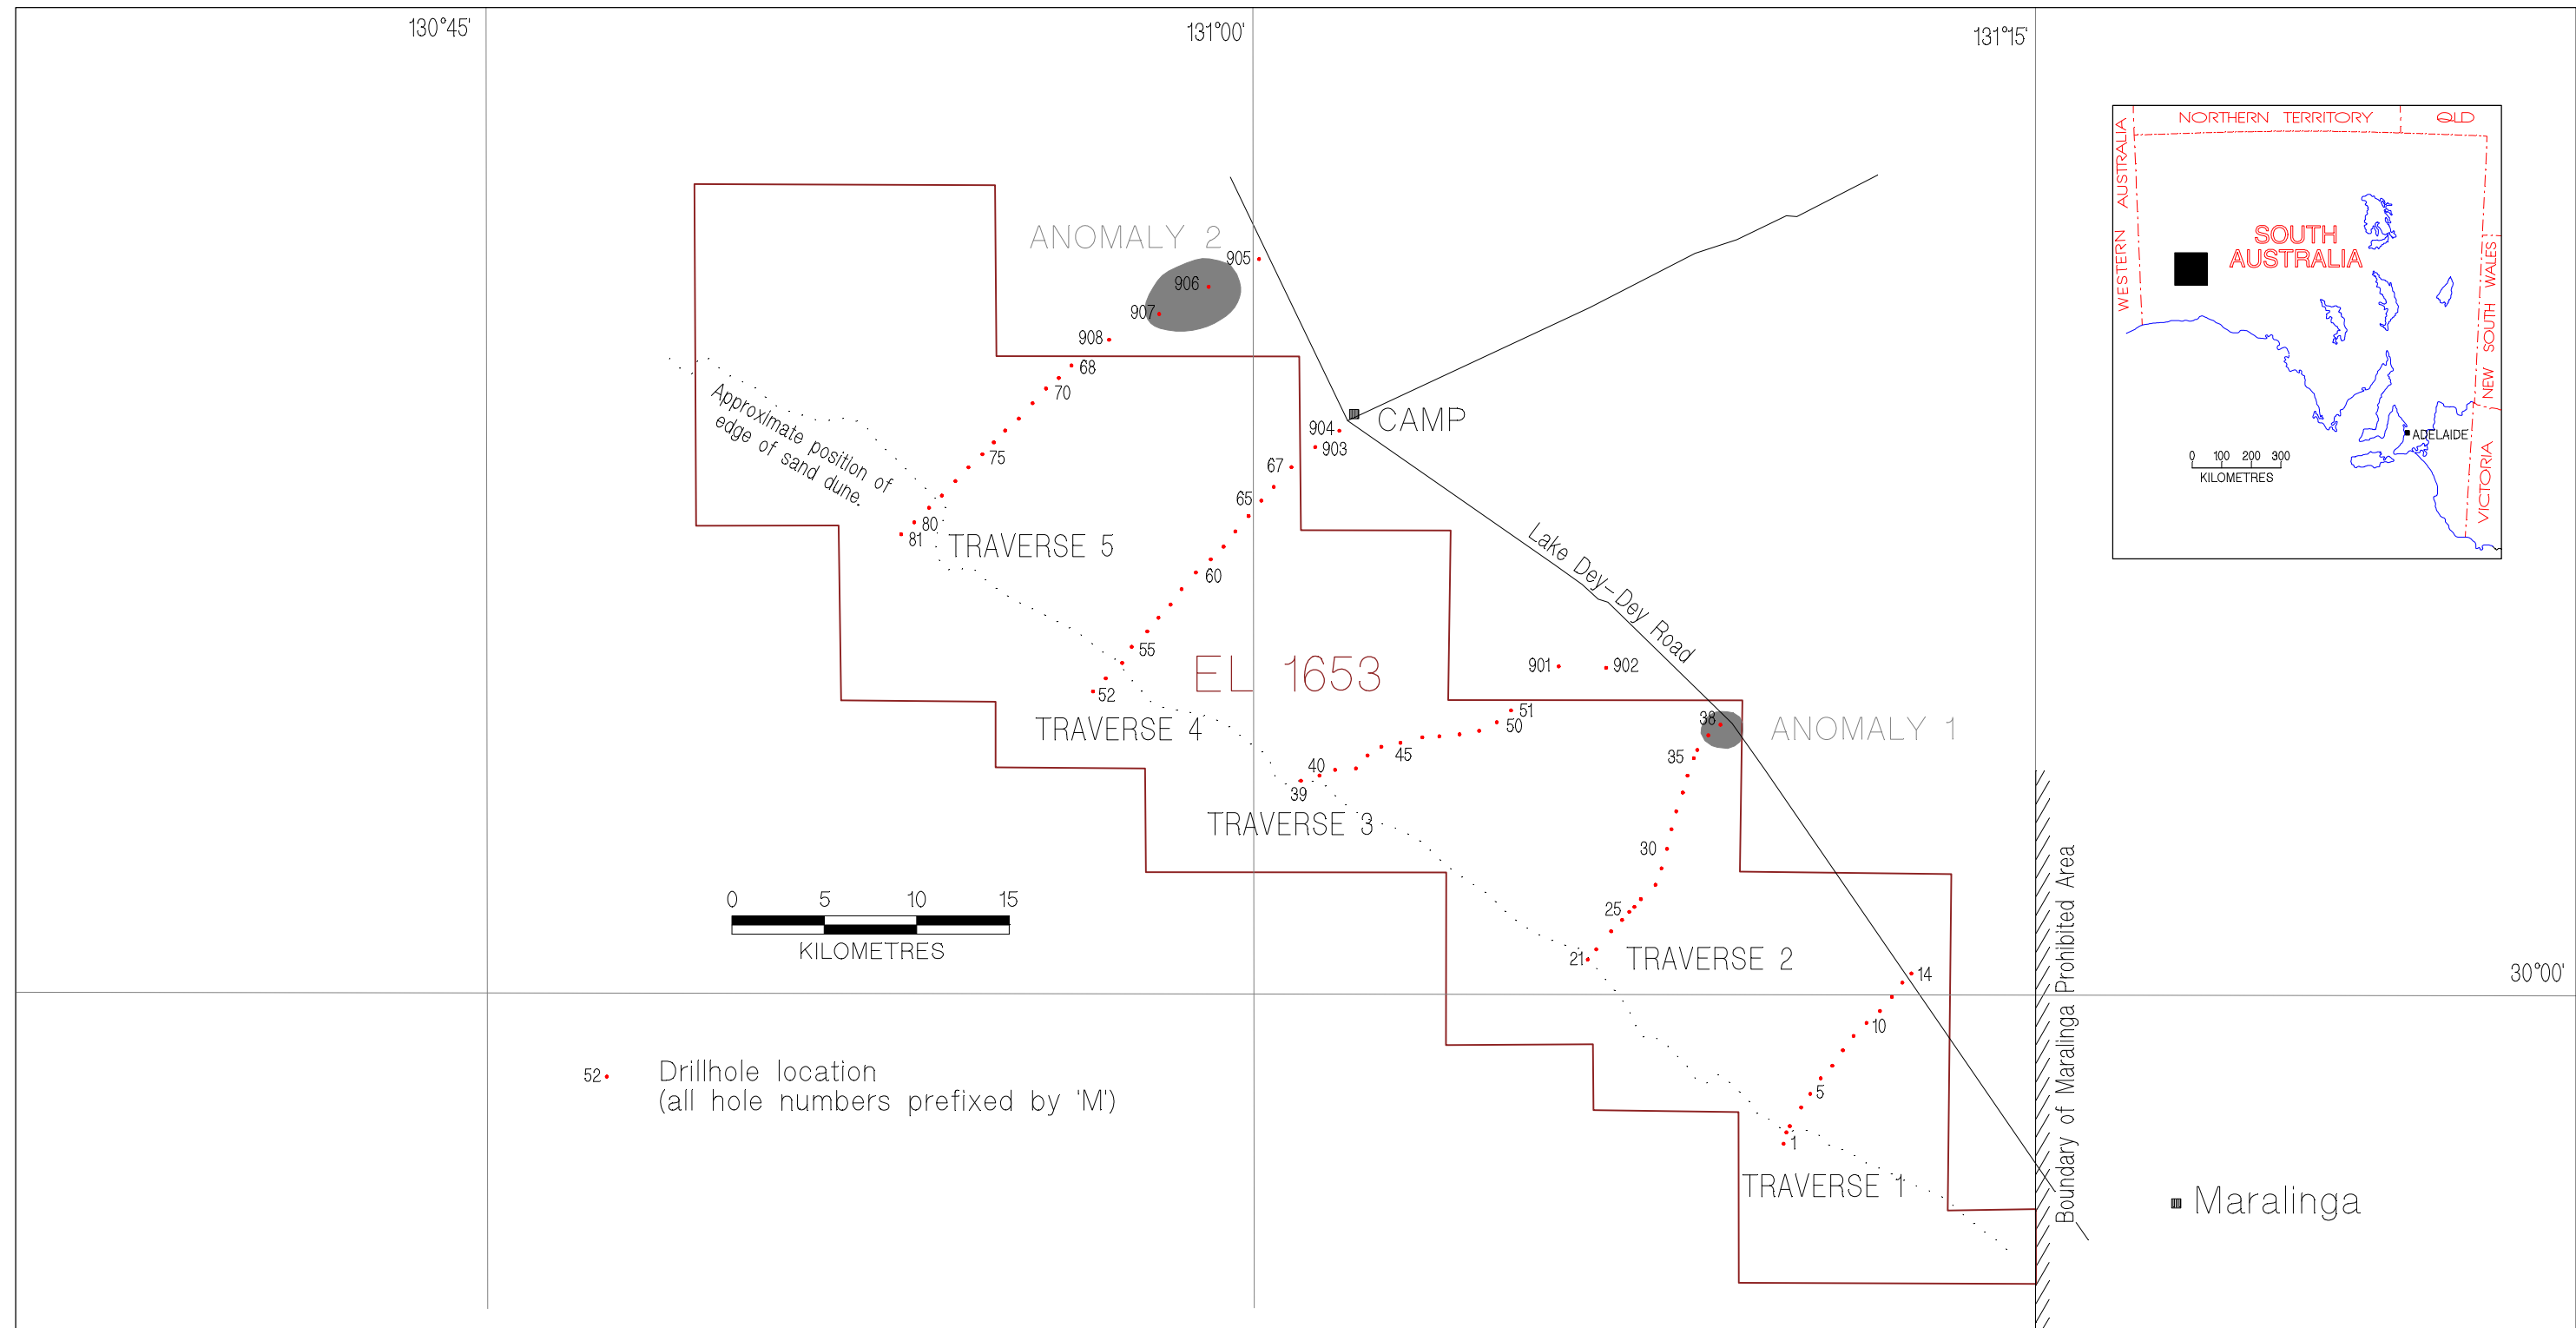 130°45'
131°00'
131°15'
NORTHERN TERRITORY
QLD
WESTERN AUSTRALIA
SOUTH
AUSTRALIA
NEW SOUTH WALES
VICTORIA
ADELAIDE
0 100 200 300
KILOMETRES
ANOMALY 2
905
906
907
908
68
70
75
80
81
TRAVERSE 5
Approximate position of
edge of sand dune.
CAMP
904
903
67
65
60
55
52
TRAVERSE 4
EL 1653
Lake Dey-Dey Road
901
902
51
50
45
40
39
TRAVERSE 3
38
ANOMALY 1
35
30
25
21
TRAVERSE 2
14
10
5
1
TRAVERSE 1
30°00'
Boundary of Maralinga Prohibited Area
Maralinga
0 5 10 15
KILOMETRES
52
Drillhole location
(all hole numbers prefixed by 'M')